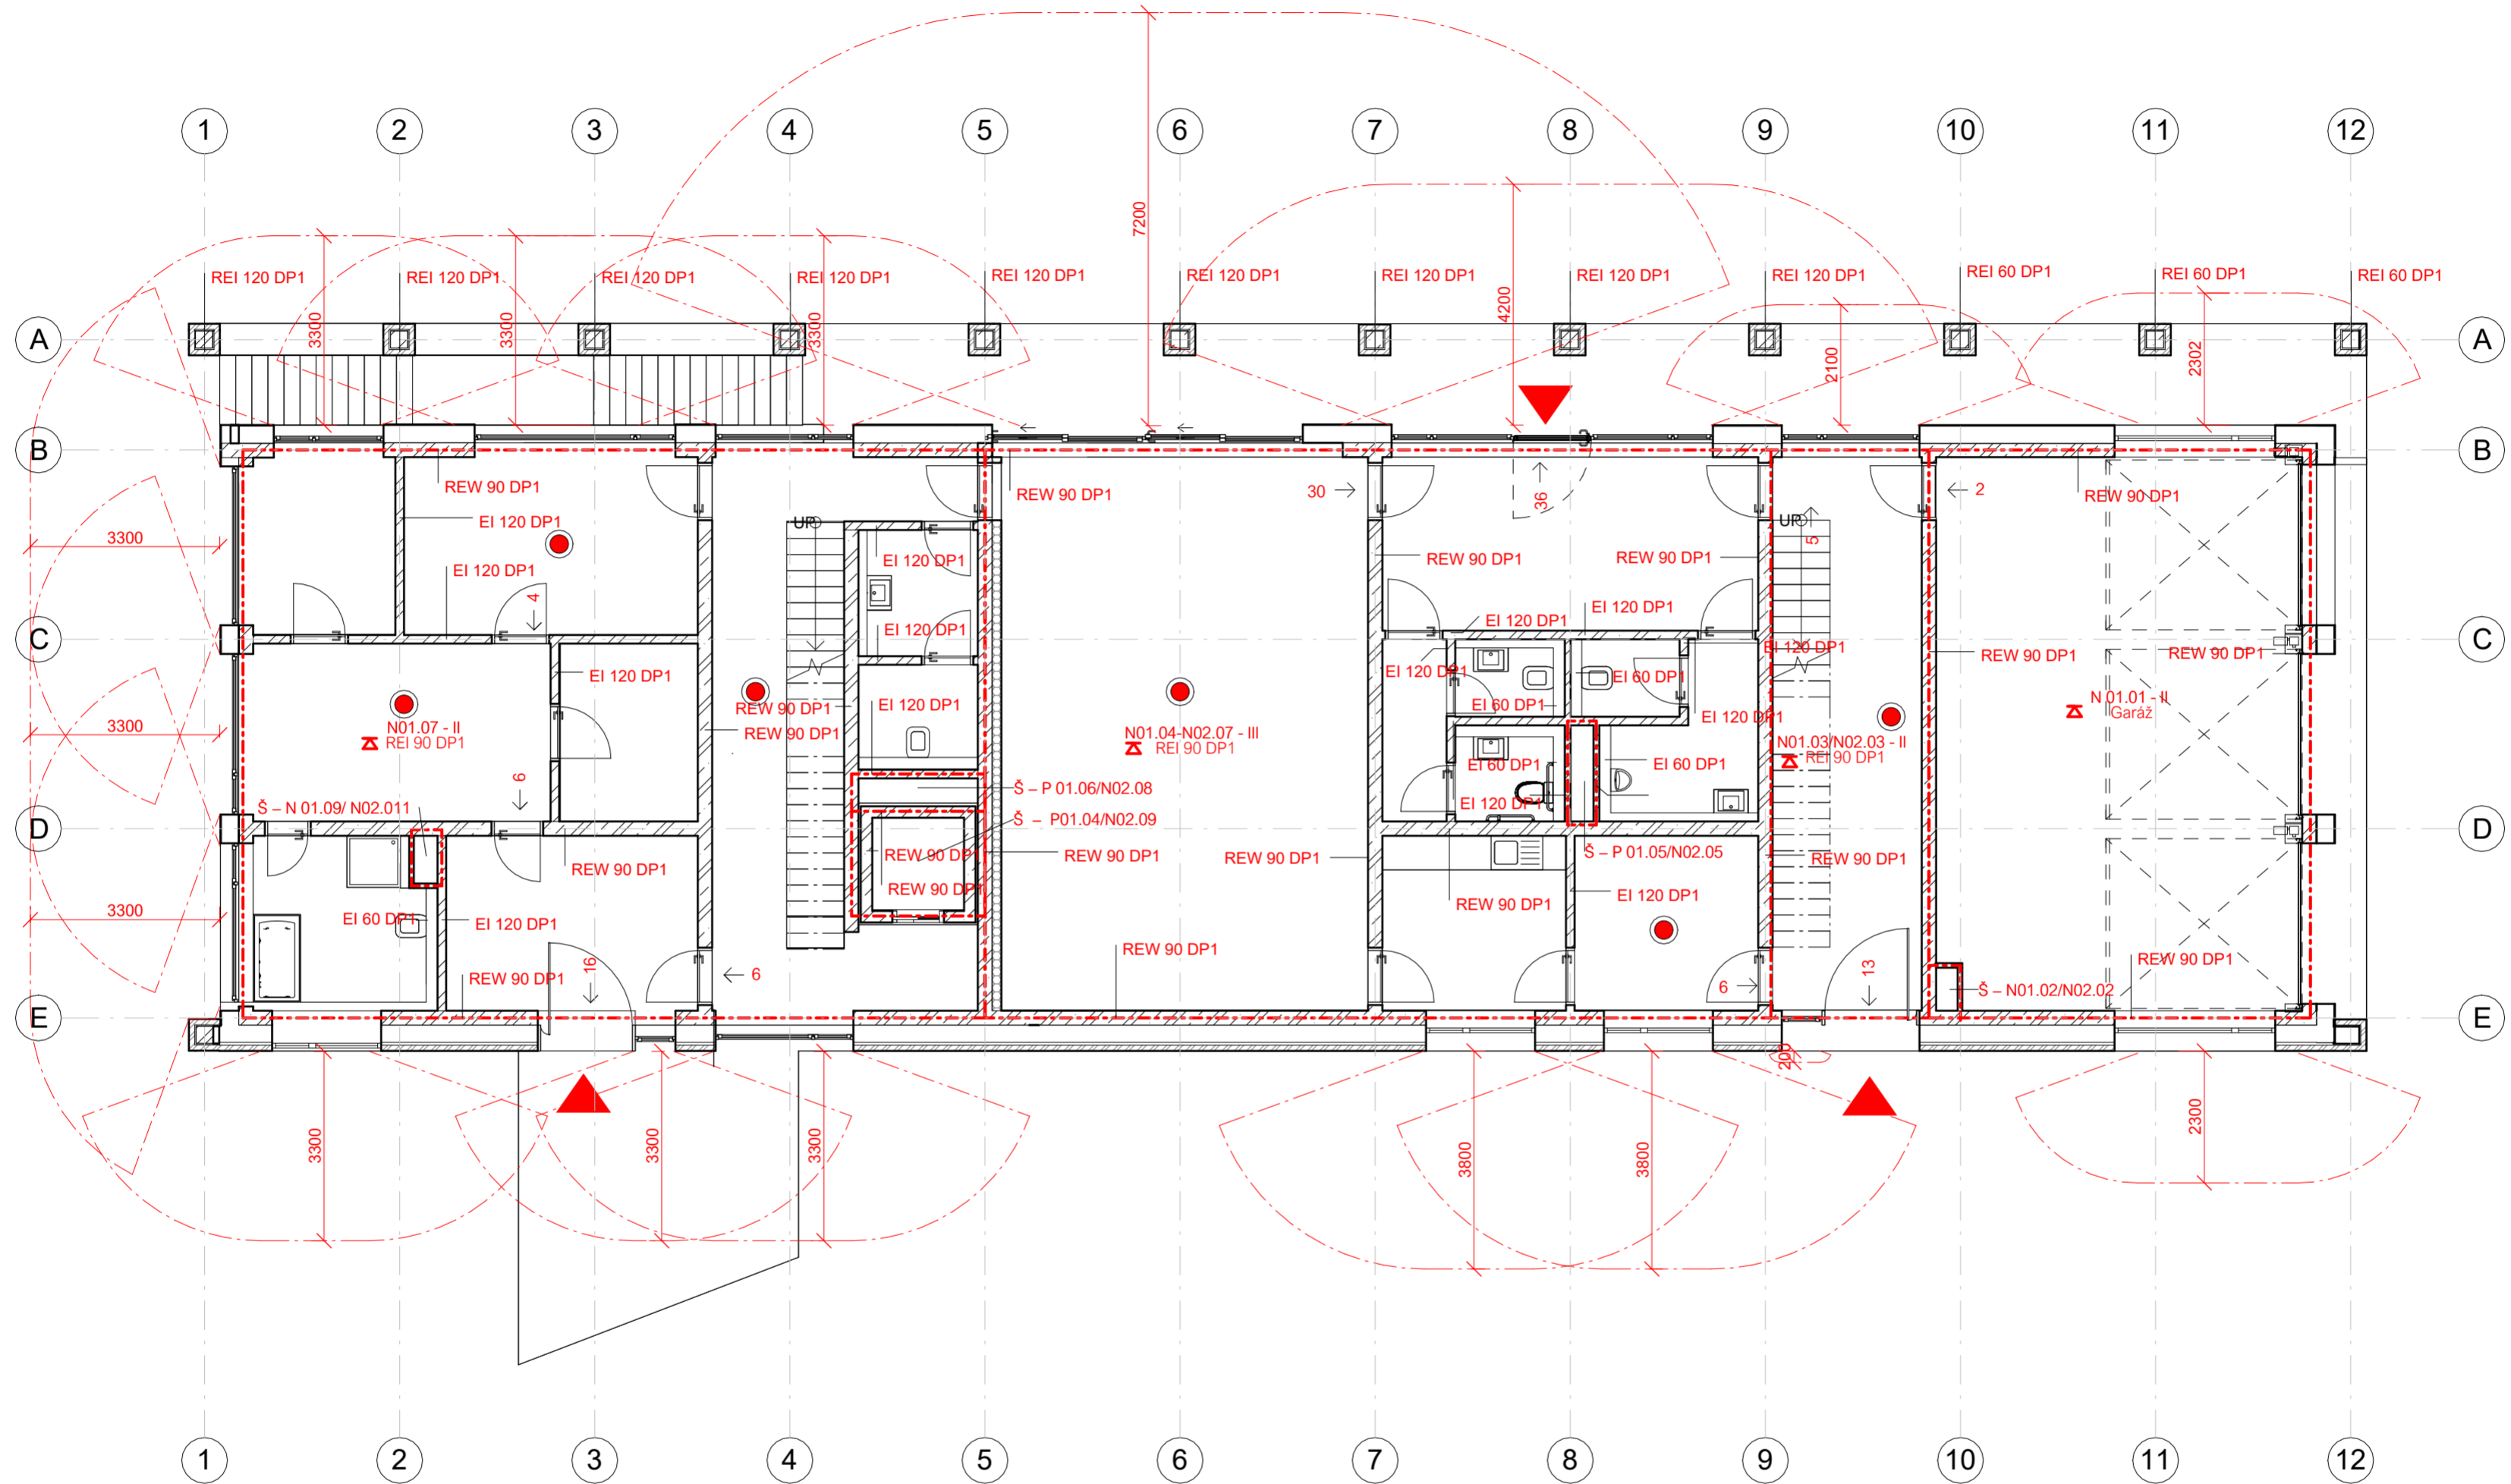 7200
1 2 3 4 5 6 7 8 9 10 11 12
4200
REI 120 DP1 REI 120 DP1 REI 120 DP1 REI 120 DP1 REI 120 DP1 REI 120 DP1 REI 120 DP1 REI 120 DP1 REI 120 DP1 REI 60 DP1 REI 60 DP1 REI 60 DP1
3300 3300 3300 2100 2302
A A
B B
REW 90 DP1 REW 90 DP1 30 36 2 REW 90 DP1
EI 120 DP1 UP UP
EI 120 DP1 EI 120 DP1 REW 90 DP1 REW 90 DP1 5
3300
EI 120 DP1
4
EI 120 DP1 EI 120 DP1 EI 120 DP1
C C
EI 120 DP1 REW 90 DP1 REW 90 DP1
EI 120 DP1 EI 120 DP1 EI 60 DP1
N01.07 - II
REI 90 DP1
REW 90 DP1 EI 120 DP1 EI 60 DP1 EI 120 DP1
N 01.01 - II
Garáž
3300
REW 90 DP1
N01.04-N02.07 - III
REI 90 DP1
N01.03/N02.03 - II
REI 90 DP1
EI 60 DP1 EI 60 DP1
6
Š – P 01.06/N02.08
Š – N 01.09/ N02.011
EI 120 DP1
Š – P01.04/N02.09
D D
REW 90 DP1 REW 90 DP1 REW 90 DP1 Š – P 01.05/N02.05 REW 90 DP1
REW 90 DP1
REW 90 DP1 EI 120 DP1
3300
EI 60 DP1 EI 120 DP1 REW 90 DP1
REW 90 DP1 REW 90 DP1
REW 90 DP1 16 6 6 13
Š – N01.02/N02.02
E E
200
3300 3300 3300 3800 3800 2300
1 2 3 4 5 6 7 8 9 10 11 12